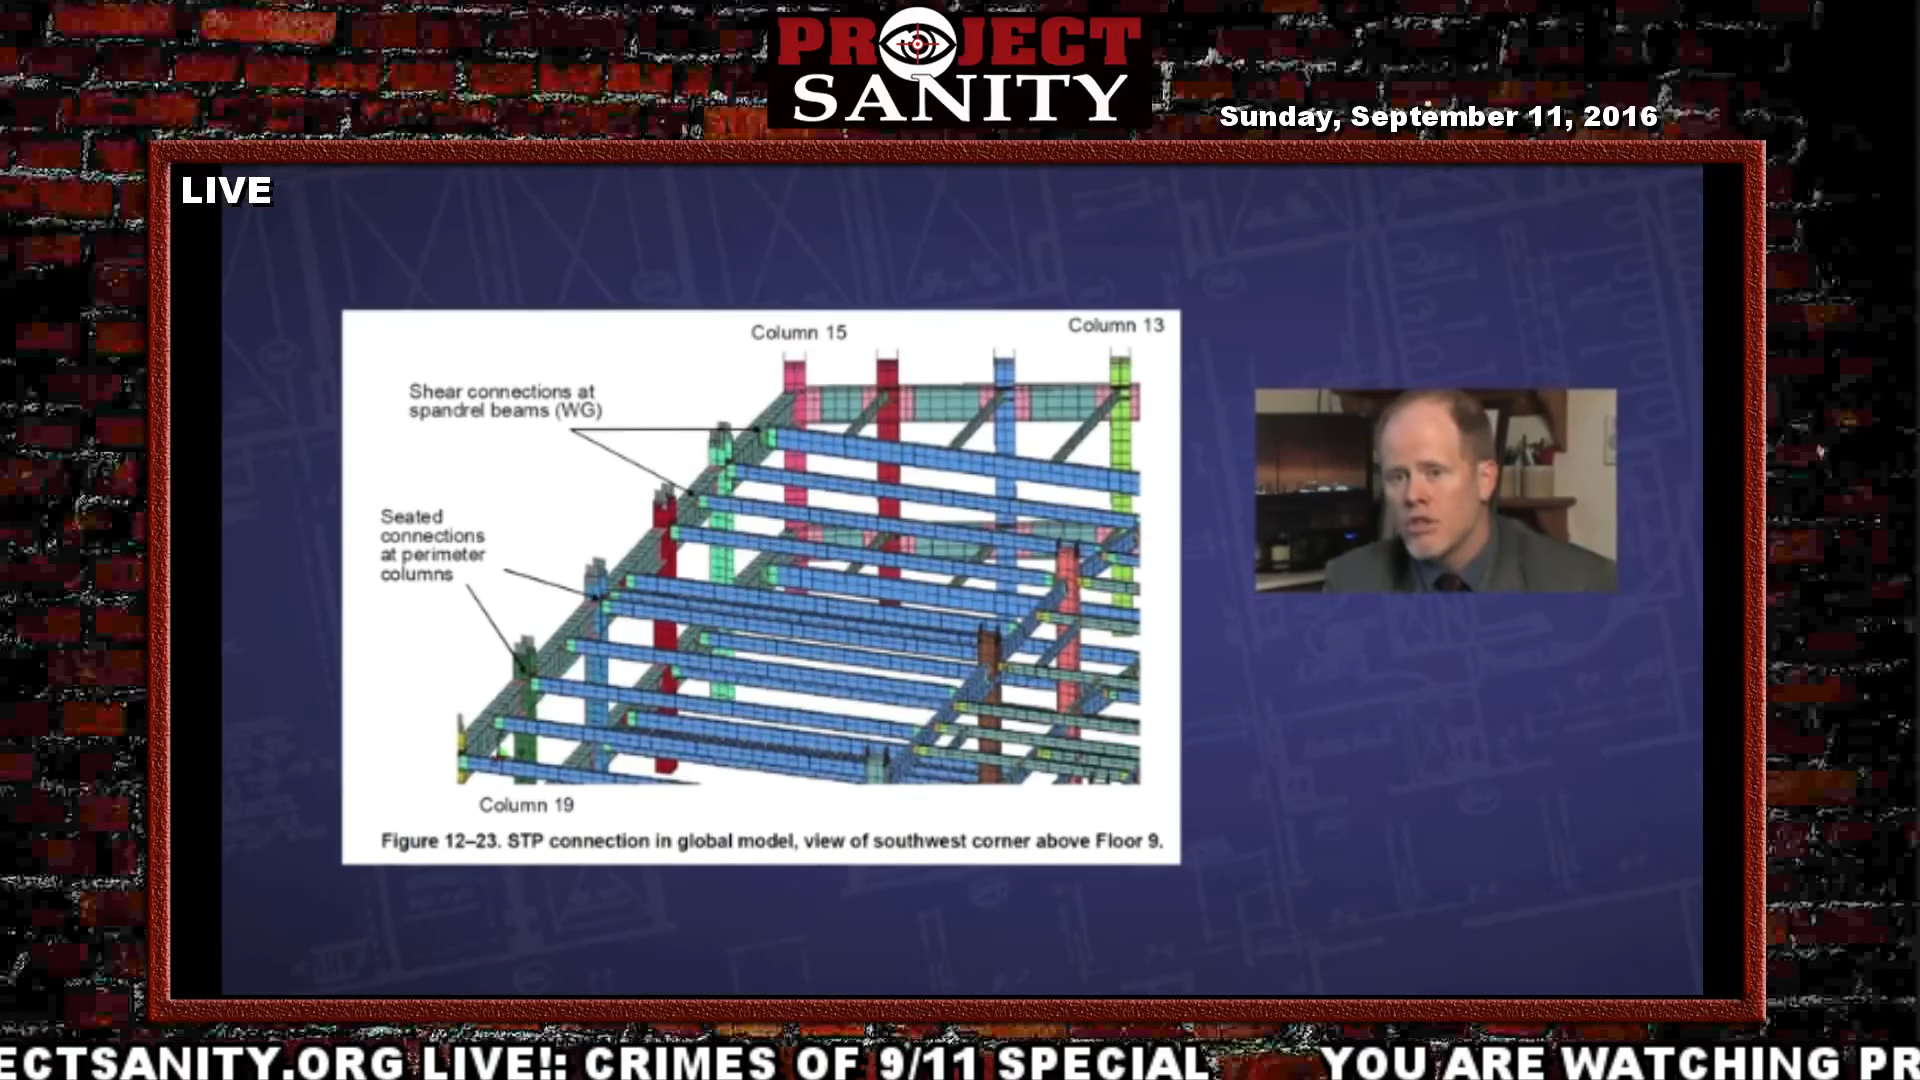 PROJECT
SANITY
Sunday, September 11, 2016
LIVE
Column 15
Column 13
Shear connections at
spandrel beams (WG)
Seated
connections
at perimeter
columns
Column 19
Figure 12–23. STP connection in global model, view of southwest corner above Floor 9.
ECTSANITY.ORG LIVE!: CRIMES OF 9/11 SPECIAL YOU ARE WATCHING PR